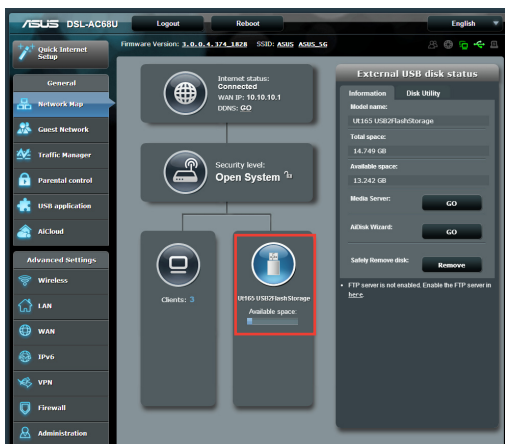 ASUS DSL-AC68U Logout Reboot English
Quick Internet Setup
Firmware Version: 3.0.0.4.374_1828 SSID: ASUS ASUS_5G
General
Network Map
Guest Network
Traffic Manager
Parental control
USB application
AiCloud
Advanced Settings
Wireless
LAN
WAN
IPv6
VPN
Firewall
Administration
Internet status:
Connected
WAN IP: 10.10.10.1
DDNS: GO
Security level:
Open System
Clients: 3
Ut165 USB2FlashStorage
Available space:
External USB disk status
Information Disk Utility
Model name:
Ut165 USB2FlashStorage
Total space:
14.749 GB
Available space:
13.242 GB
Media Server: GO
AiDisk Wizard: GO
Safely Remove disk: Remove
• FTP server is not enabled. Enable the FTP server in
here.